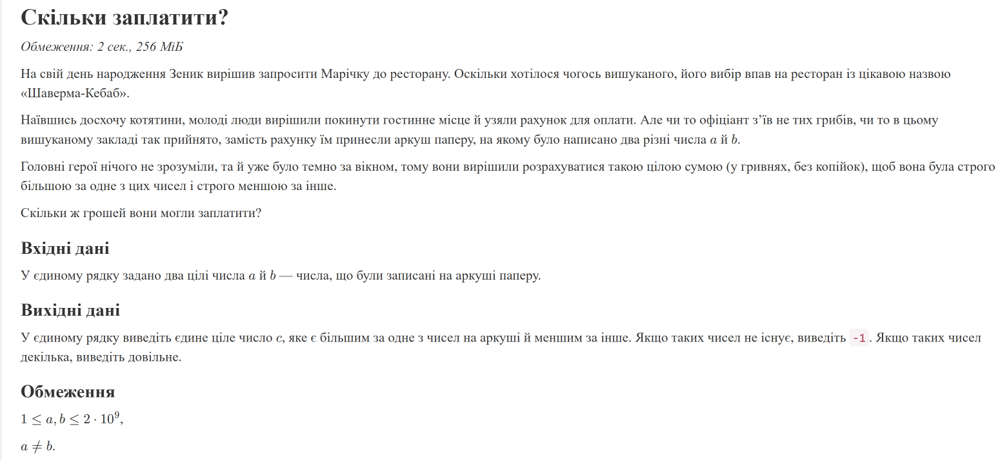 Скільки заплатити?
Обмеження: 2 сек., 256 МіБ
На свій день народження Зеник вирішив запросити Марічку до ресторану. Оскільки хотілося чогось вишуканого, його вибір впав на ресторан із цікавою назвою
«Шаверма-Кебаб».
Наївшись досхочу котятини, молоді люди вирішили покинути гостинне місце й узяли рахунок для оплати. Але чи то офіціант з’їв не тих грибів, чи то в цьому
вишуканому закладі так прийнято, замість рахунку їм принесли аркуш паперу, на якому було написано два різні числа a й b.
Головні герої нічого не зрозуміли, та й уже було темно за вікном, тому вони вирішили розрахуватися такою цілою сумою (у гривнях, без копійок), щоб вона була строго
більшою за одне з цих чисел і строго меншою за інше.
Скільки ж грошей вони могли заплатити?
Вхідні дані
У єдиному рядку задано два цілі числа a й b — числа, що були записані на аркуші паперу.
Вихідні дані
У єдиному рядку виведіть єдине ціле число c, яке є більшим за одне з чисел на аркуші й меншим за інше. Якщо таких чисел не існує, виведіть -1. Якщо таких чисел
декілька, виведіть довільне.
Обмеження
1 ≤ a, b ≤ 2 · 10⁹,
a ≠ b.